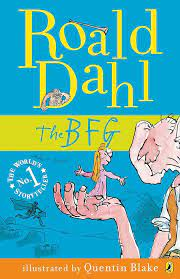 Roald
Dahl
the BFG
THE WORLD'S
No 1
STORYTELLER
illustrated by Quentin Blake